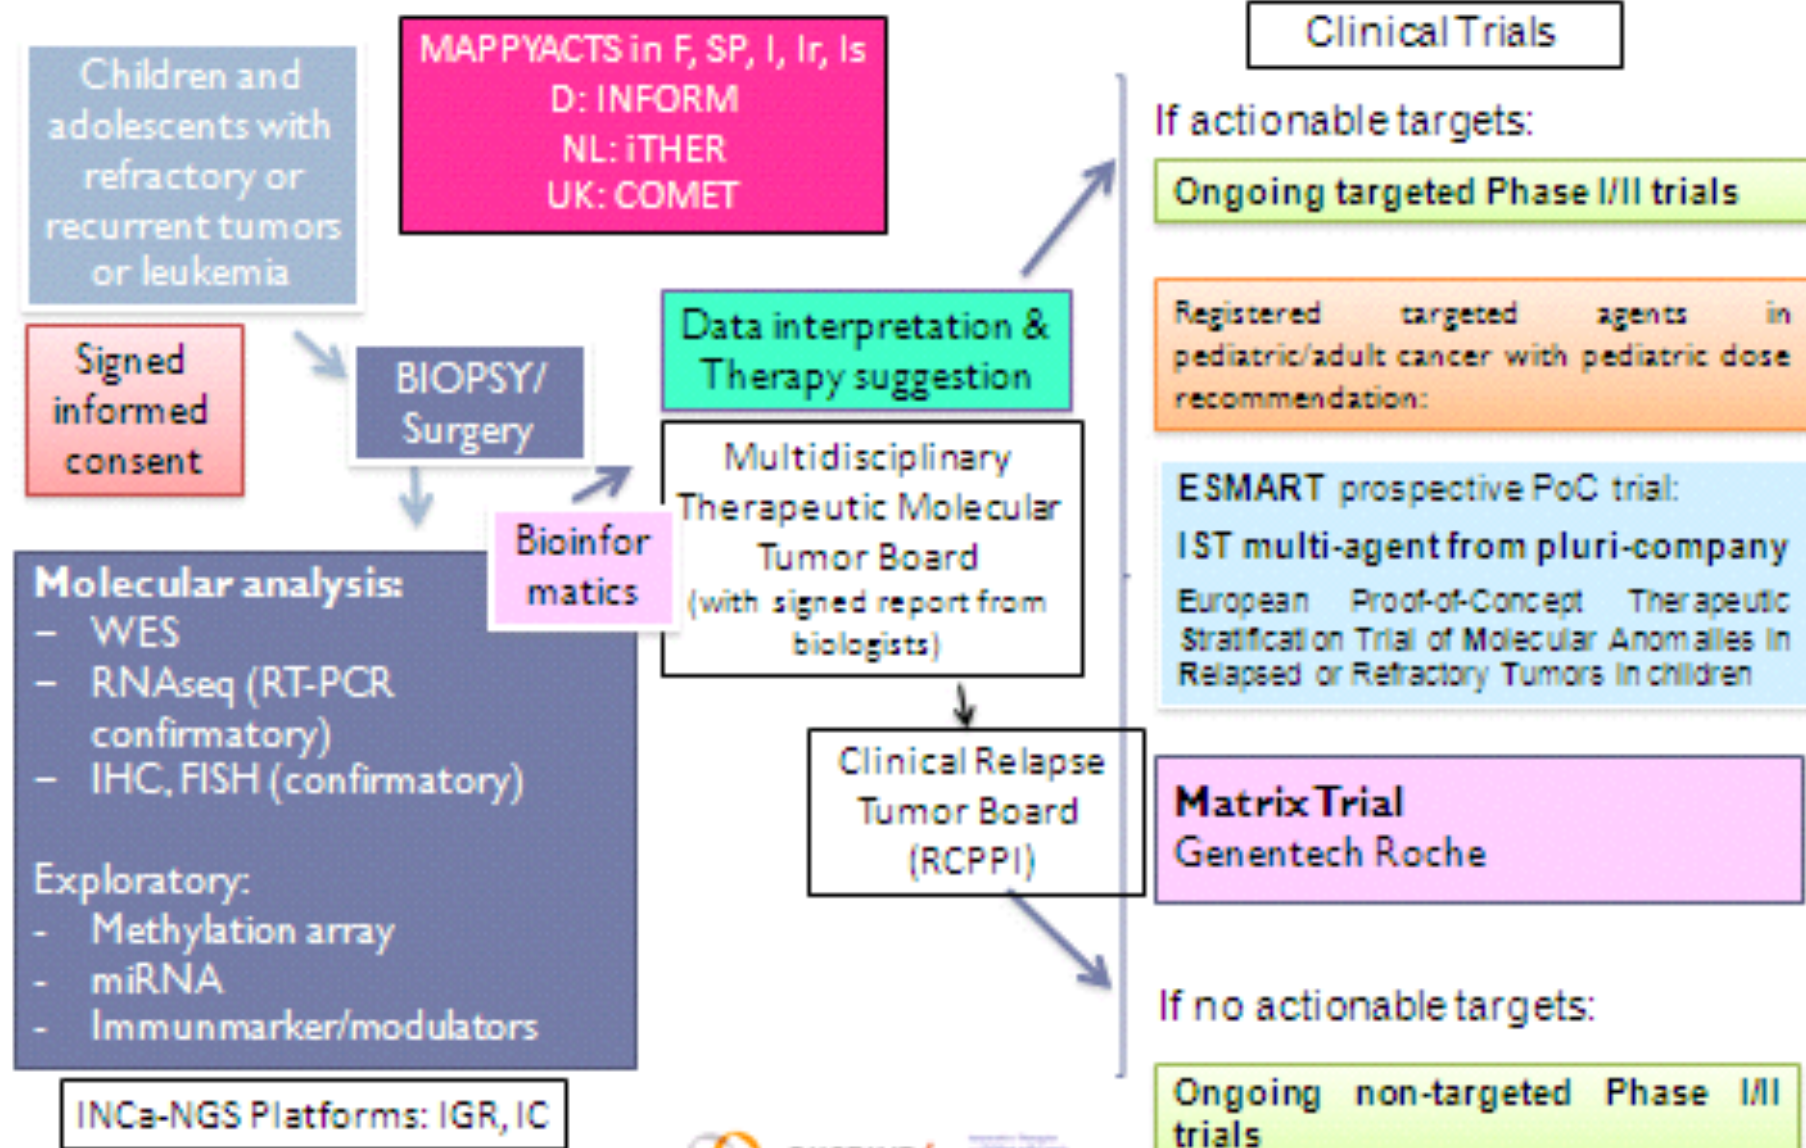 Children and
adolescents with
refractory or
recurrent tumors
or leukemia
Signed
informed
consent
MAPPYACTS in F, SP, I, Ir, Is
D: INFORM
NL: iTHER
UK: COMET
BIOPSY/
Surgery
Molecular analysis:
– WES
– RNAseq (RT-PCR
confirmatory)
– IHC, FISH (confirmatory)
Exploratory:
- Methylation array
- miRNA
- Immunmarker/modulators
INCa-NGS Platforms: IGR, IC
Bioinfor
matics
Data interpretation &
Therapy suggestion
Multidisciplinary
Therapeutic Molecular
Tumor Board
(with signed report from
biologists)
Clinical Relapse
Tumor Board
(RCPPI)
Clinical Trials
If actionable targets:
Ongoing targeted Phase I/II trials
Registered targeted agents in
pediatric/adult cancer with pediatric dose
recommendation:
ESMART prospective PoC trial:
IST multi-agent from pluri-company
European Proof-of-Concept Therapeutic
Stratification Trial of Molecular Anomalies in
Relapsed or Refractory Tumors in children
Matrix Trial
Genentech Roche
If no actionable targets:
Ongoing non-targeted Phase I/II
trials